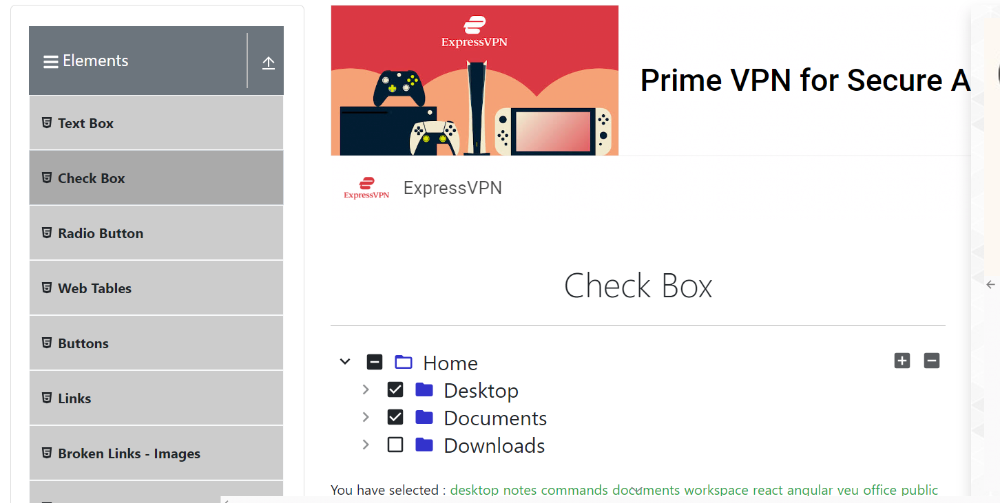 Elements
Text Box
Check Box
Radio Button
Web Tables
Buttons
Links
Broken Links - Images
ExpressVPN
Prime VPN for Secure A
ExpressVPN
ExpressVPN
Check Box
Home
Desktop
Documents
Downloads
You have selected : desktop notes commands documents workspace react angular veu office public